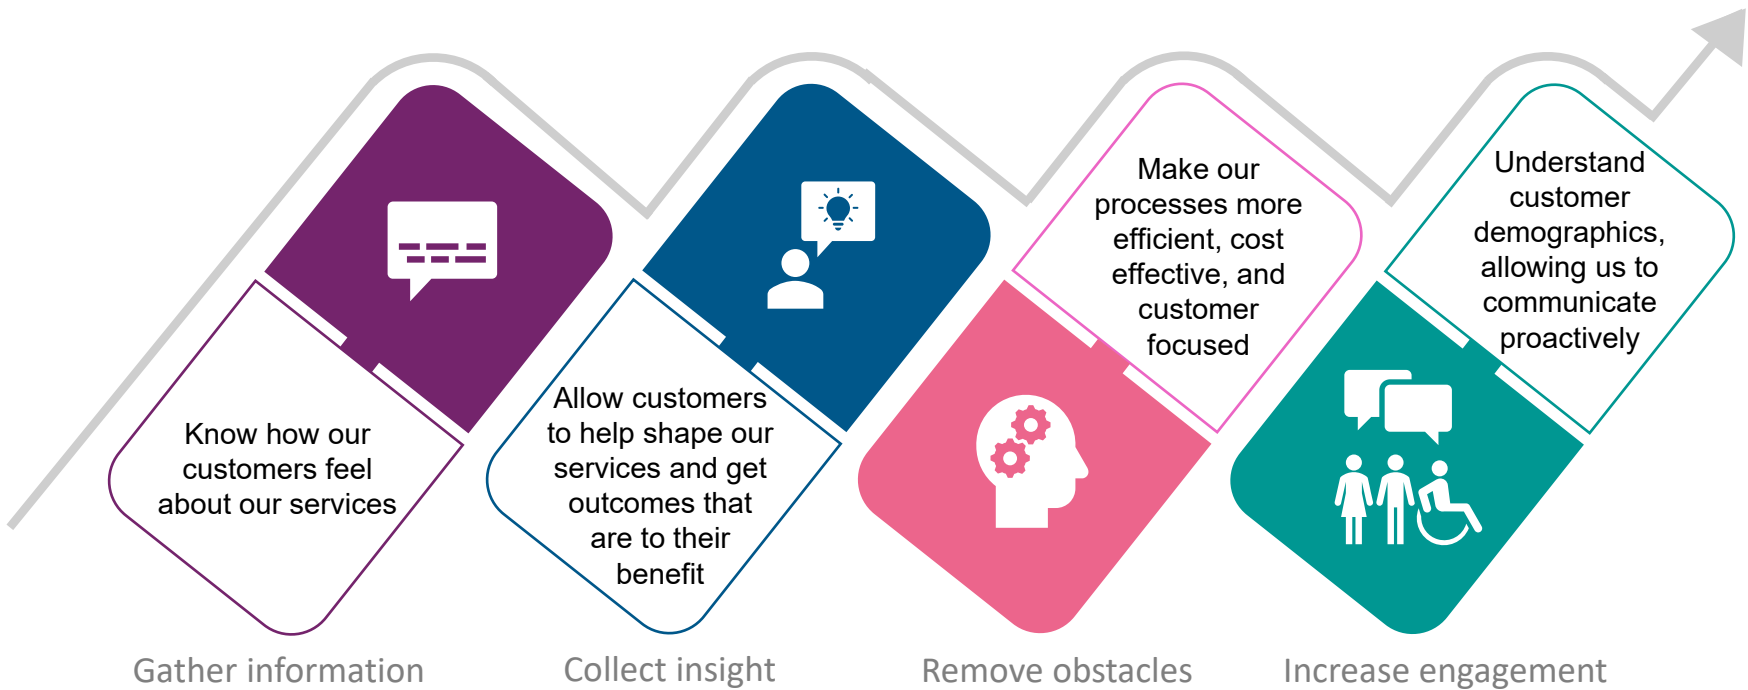 Know how our
customers feel
about our services
Gather information
Allow customers
to help shape our
services and get
outcomes that
are to their
benefit
Collect insight
Make our
processes more
efficient, cost
effective, and
customer
focused
Remove obstacles
Understand
customer
demographics,
allowing us to
communicate
proactively
Increase engagement